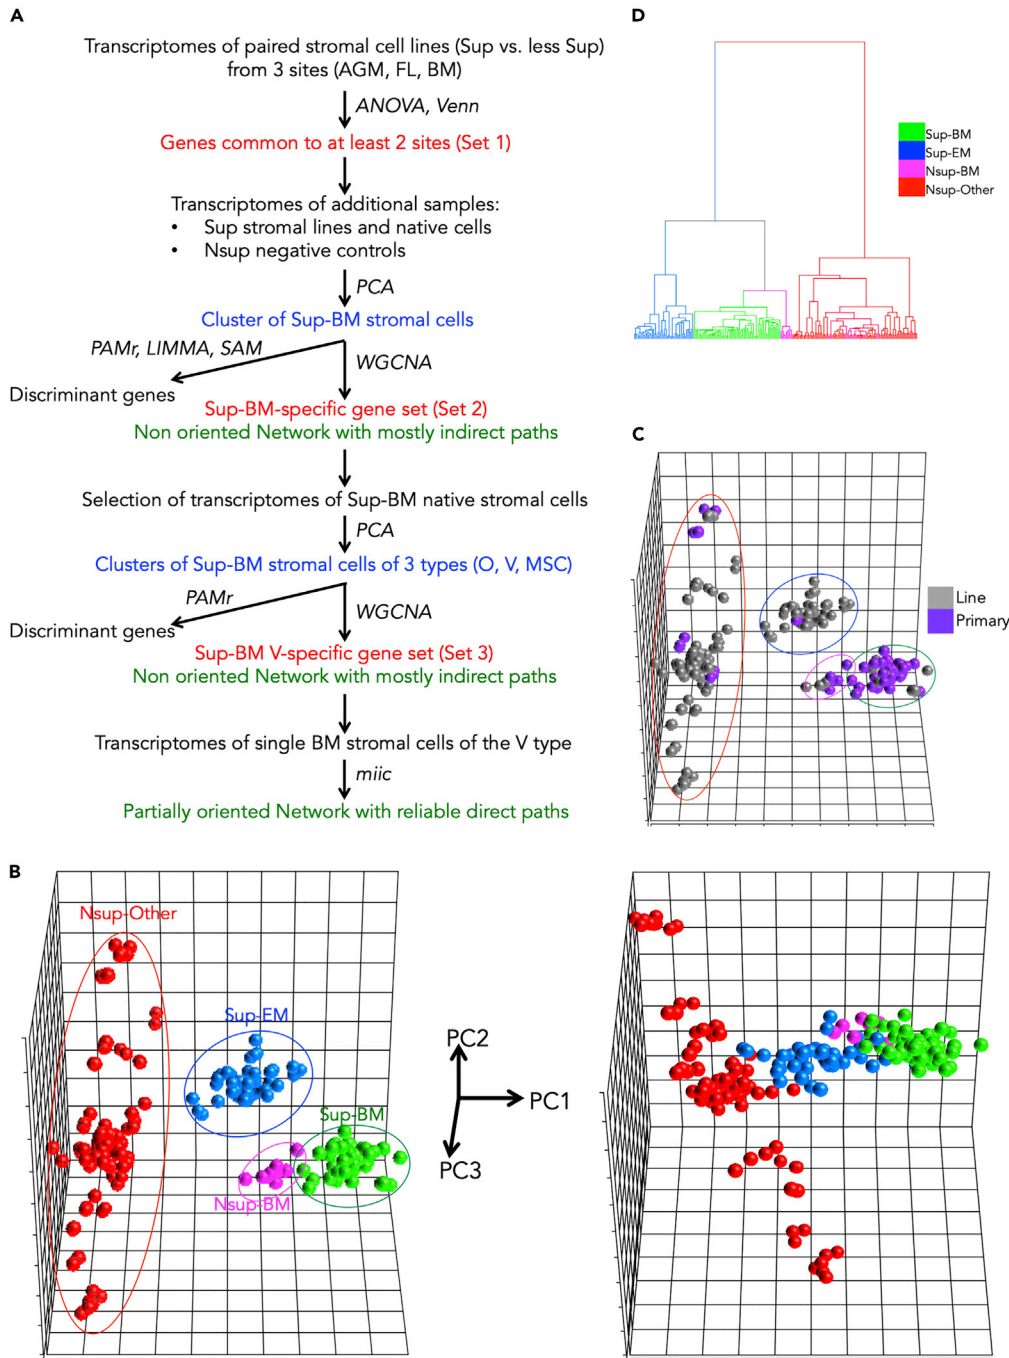 A
Transcriptomes of paired stromal cell lines (Sup vs. less Sup)
from 3 sites (AGM, FL, BM)
ANOVA, Venn
Genes common to at least 2 sites (Set 1)
Transcriptomes of additional samples:
• Sup stromal lines and native cells
• Nsup negative controls
PCA
Cluster of Sup-BM stromal cells
PAMr, LIMMA, SAM
WGCNA
Discriminant genes
Sup-BM-specific gene set (Set 2)
Non oriented Network with mostly indirect paths
Selection of transcriptomes of Sup-BM native stromal cells
PCA
Clusters of Sup-BM stromal cells of 3 types (O, V, MSC)
PAMr
WGCNA
Discriminant genes
Sup-BM V-specific gene set (Set 3)
Non oriented Network with mostly indirect paths
Transcriptomes of single BM stromal cells of the V type
miic
Partially oriented Network with reliable direct paths
D
Sup-BM
Sup-EM
Nsup-BM
Nsup-Other
C
Line
Primary
B
Nsup-Other
Sup-EM
Sup-BM
Nsup-BM
PC2
PC1
PC3